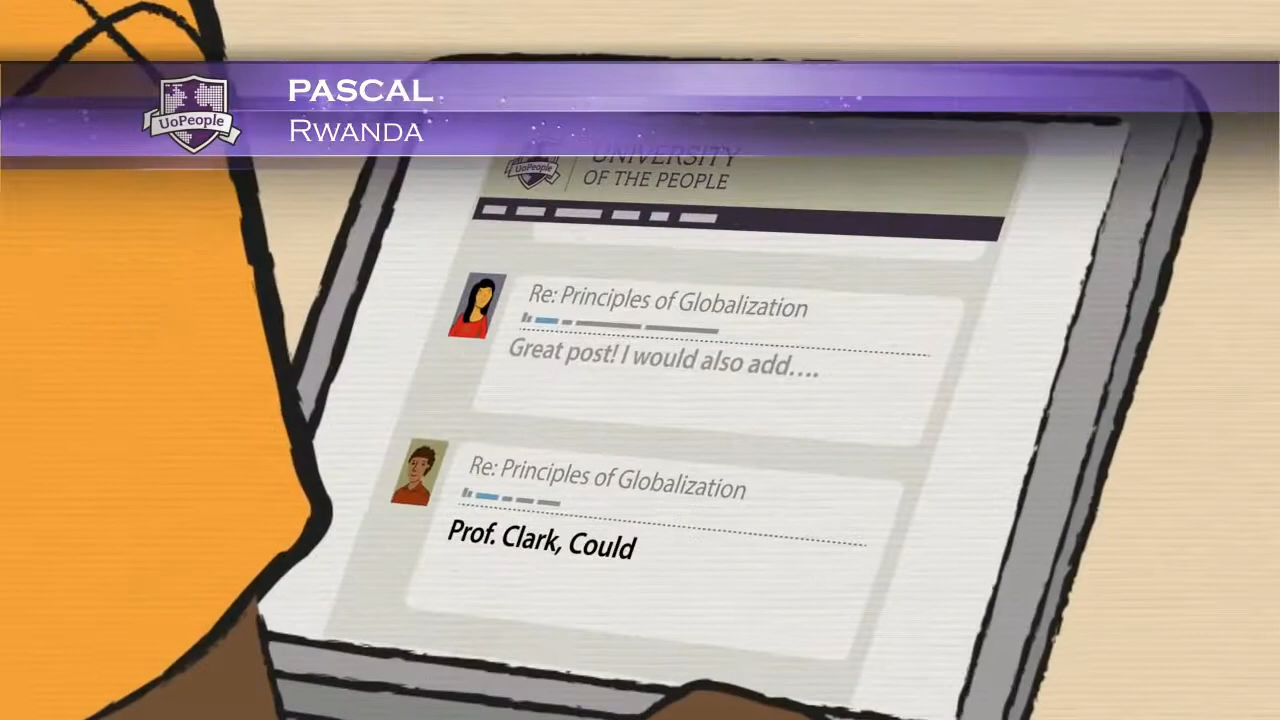 PASCAL
RWANDA
UoPeople
UoPeople
UNIVERSITY
OF THE PEOPLE
Re: Principles of Globalization
Great post! I would also add....
Re: Principles of Globalization
Prof. Clark, Could